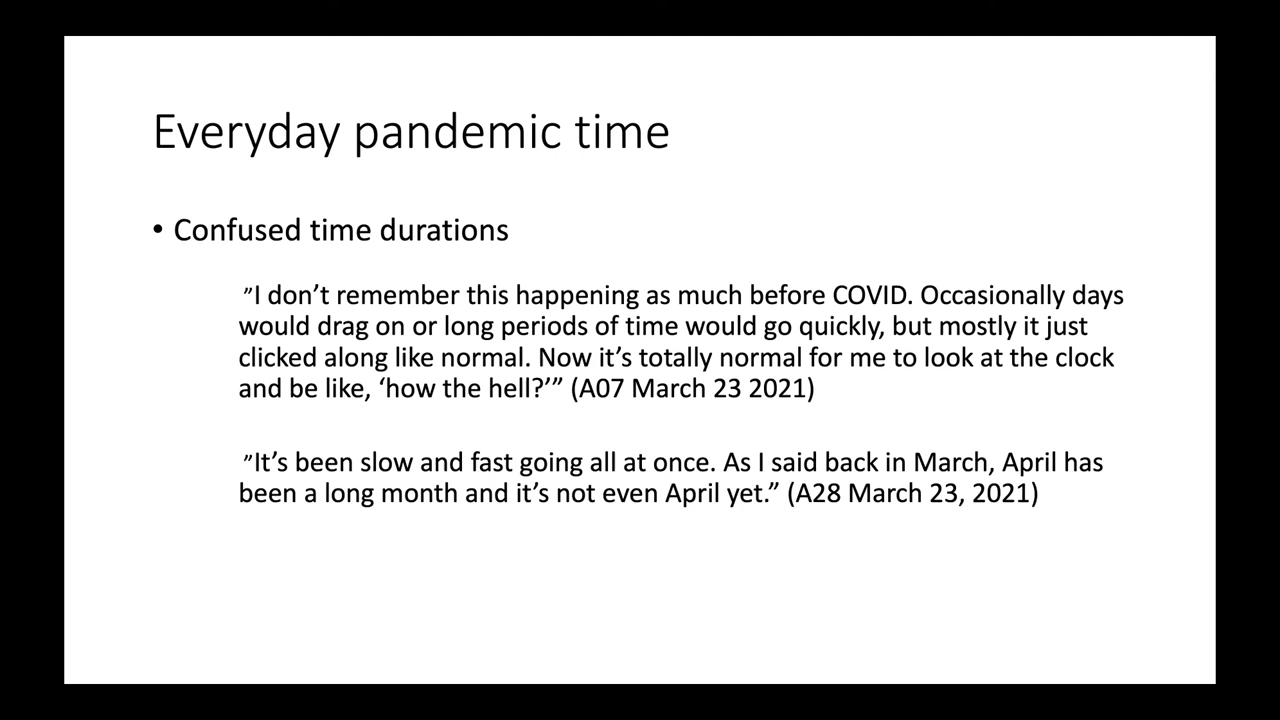 Everyday pandemic time
• Confused time durations
”I don’t remember this happening as much before COVID. Occasionally days
would drag on or long periods of time would go quickly, but mostly it just
clicked along like normal. Now it’s totally normal for me to look at the clock
and be like, ‘how the hell?’” (A07 March 23 2021)
”It’s been slow and fast going all at once. As I said back in March, April has
been a long month and it’s not even April yet.” (A28 March 23, 2021)